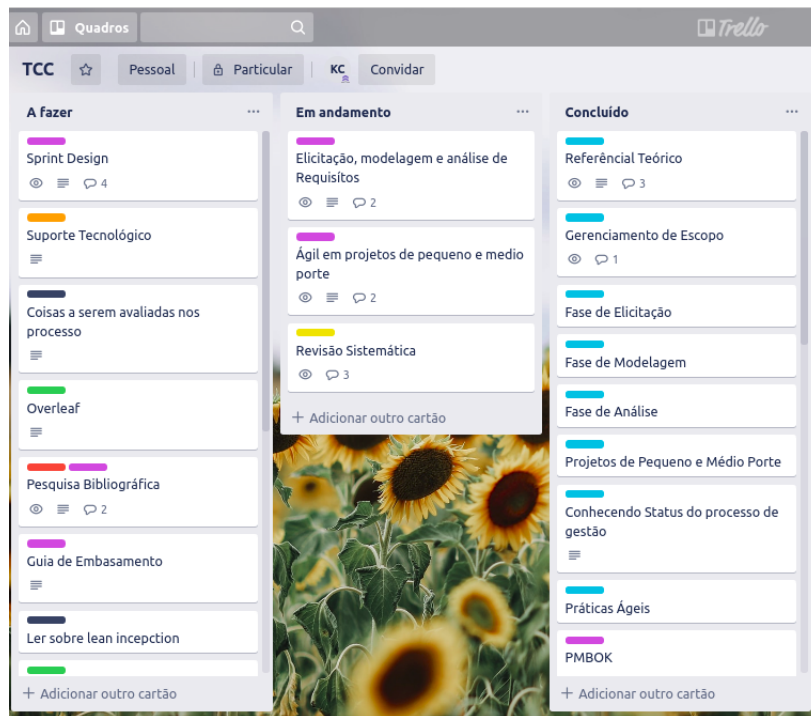 Quadros
Trello
TCC
Pessoal
Particular
KC
Convidar
A fazer
Sprint Design
4
Suporte Tecnológico
Coisas a serem avaliadas nos
processo
Overleaf
Pesquisa Bibliográfica
2
Guia de Embasamento
Ler sobre lean incepction
+ Adicionar outro cartão
Em andamento
Elicitação, modelagem e análise de
Requisítos
2
Ágil em projetos de pequeno e medio
porte
2
Revisão Sistemática
3
+ Adicionar outro cartão
Concluído
Referêncial Teórico
3
Gerenciamento de Escopo
1
Fase de Elicitação
Fase de Modelagem
Fase de Análise
Projetos de Pequeno e Médio Porte
Conhecendo Status do processo de
gestão
Práticas Ágeis
PMBOK
+ Adicionar outro cartão